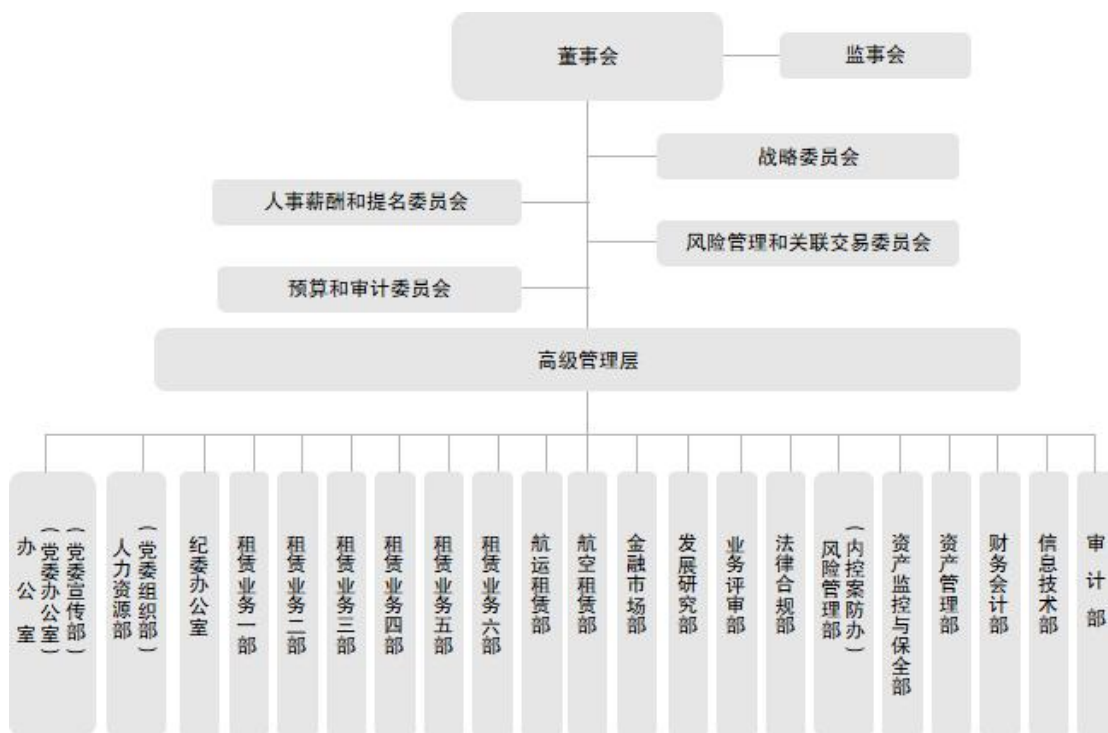 董事会
监事会
战略委员会
人事薪酬和提名委员会
风险管理和关联交易委员会
预算和审计委员会
高级管理层
办公室
（党委办公室）
（党委宣传部）
人力资源部
（党委组织部）
纪委办公室
租赁业务一部
租赁业务二部
租赁业务三部
租赁业务四部
租赁业务五部
租赁业务六部
航运租赁部
航空租赁部
金融市场部
发展研究部
业务评审部
法律合规部
风险管理部
（内控案防办）
资产监控与保全部
资产管理部
财务会计部
信息技术部
审计部